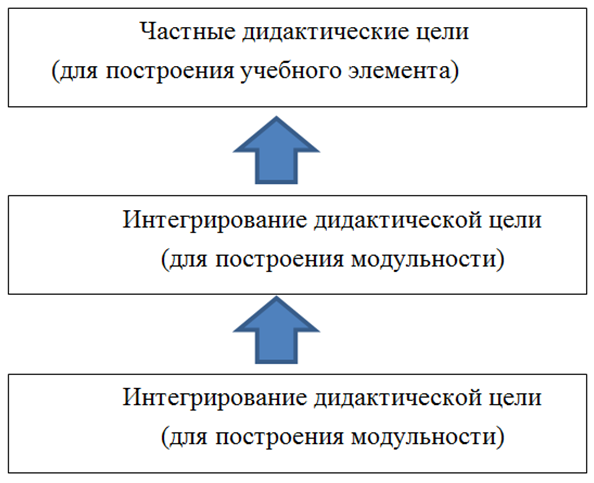 Частные дидактические цели
(для построения учебного элемента)
Интегрирование дидактической цели
(для построения модульности)
Интегрирование дидактической цели
(для построения модульности)